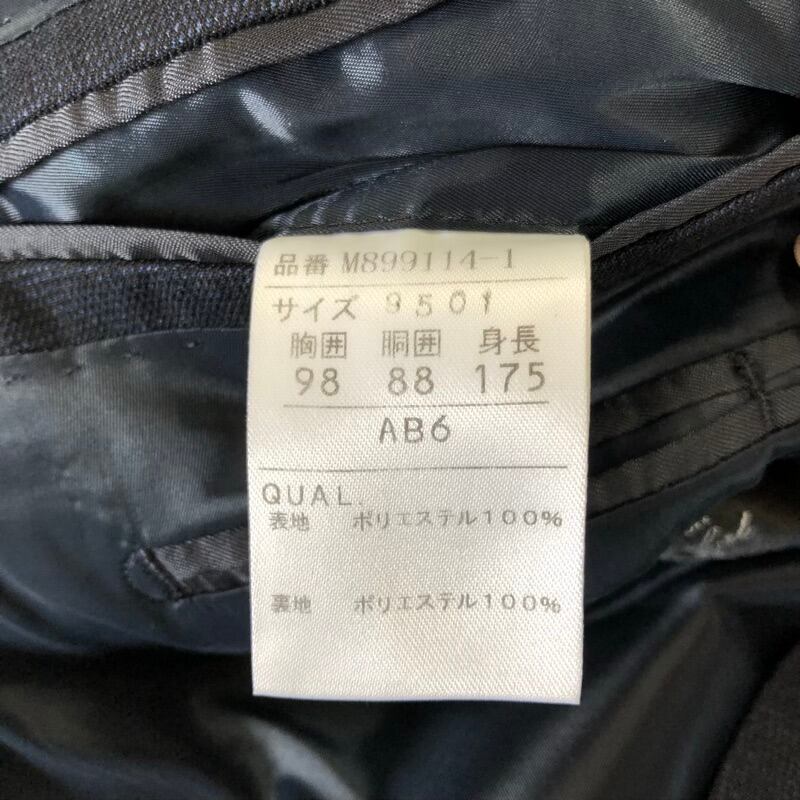 品番 M899114-1
サイズ 9501
胸囲 胴囲 身長
98 88 175
AB6
QUAL.
表地 ポリエステル100%
裏地 ポリエステル100%